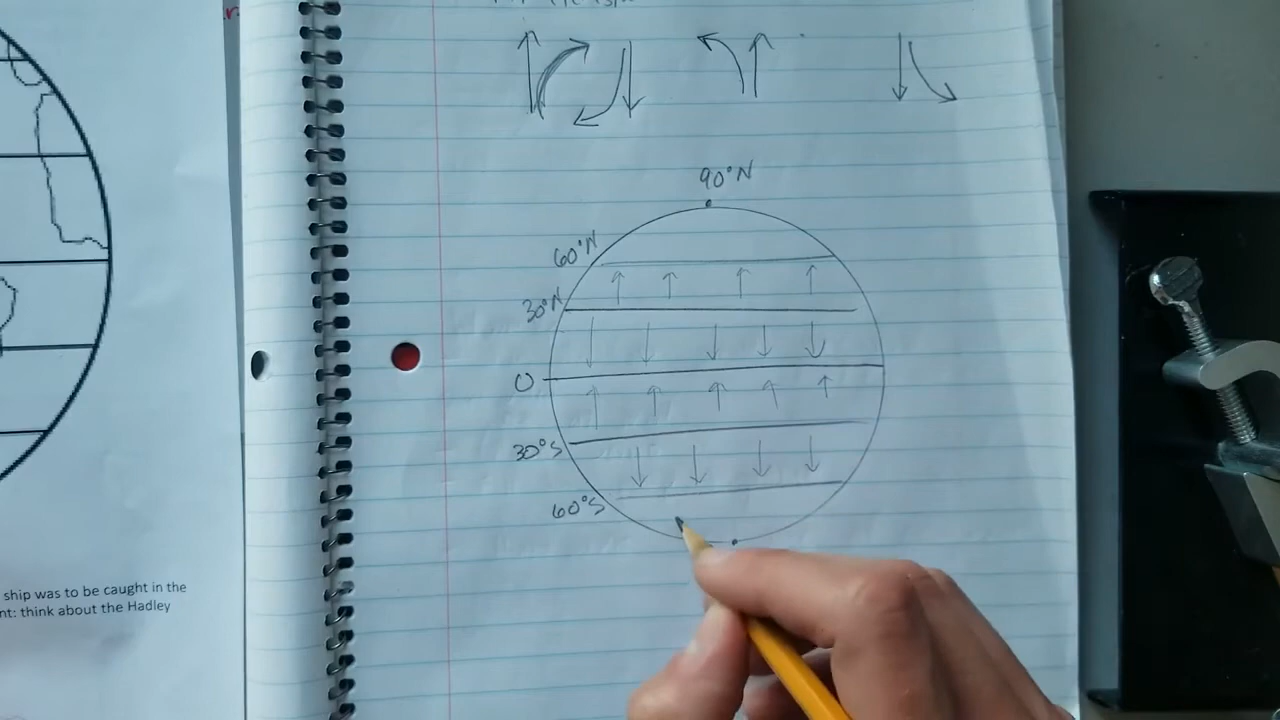 90°N
60°N
30°N
0
30°S
60°S
ship was to be caught in the
nt: think about the Hadley